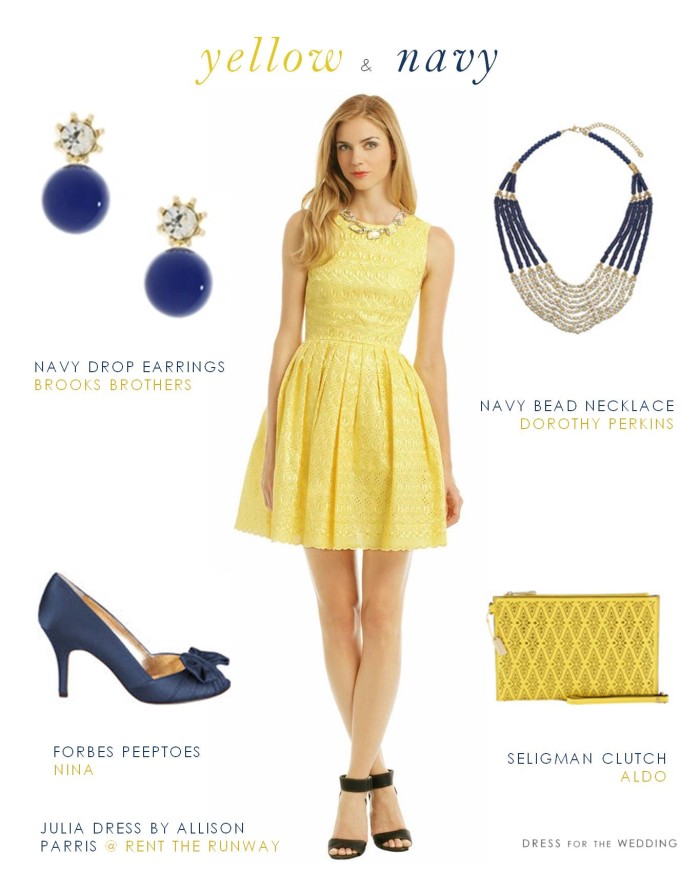 yellow & navy
NAVY DROP EARRINGS
BROOKS BROTHERS
NAVY BEAD NECKLACE
DOROTHY PERKINS
FORBES PEEPTOES
NINA
SELIGMAN CLUTCH
ALDO
JULIA DRESS BY ALLISON
PARRIS @ RENT THE RUNWAY
DRESS FOR THE WEDDING